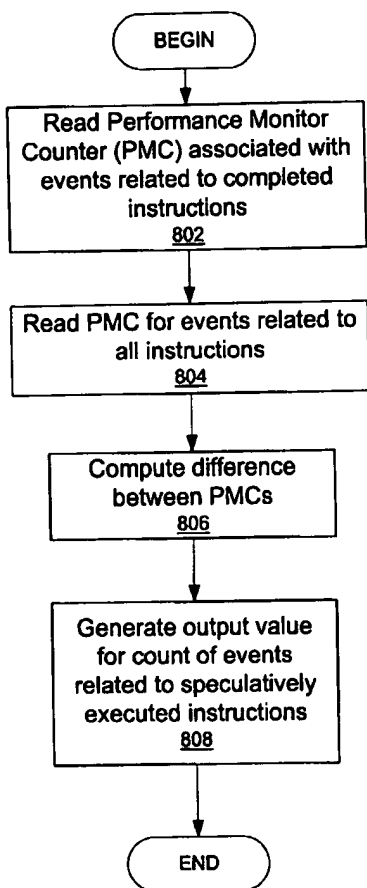 BEGIN
Read Performance Monitor
Counter (PMC) associated with
events related to completed
instructions
802
Read PMC for events related to
all instructions
804
Compute difference
between PMCs
806
Generate output value
for count of events
related to speculatively
executed instructions
808
END